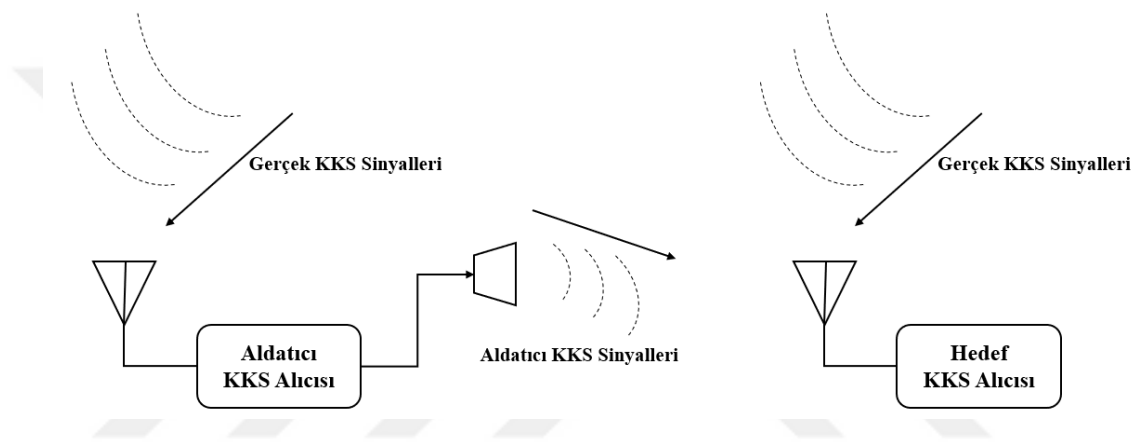 Gerçek KKS Sinyalleri
Gerçek KKS Sinyalleri
Aldatıcı
KKS Alıcısı
Aldatıcı KKS Sinyalleri
Hedef
KKS Alıcısı